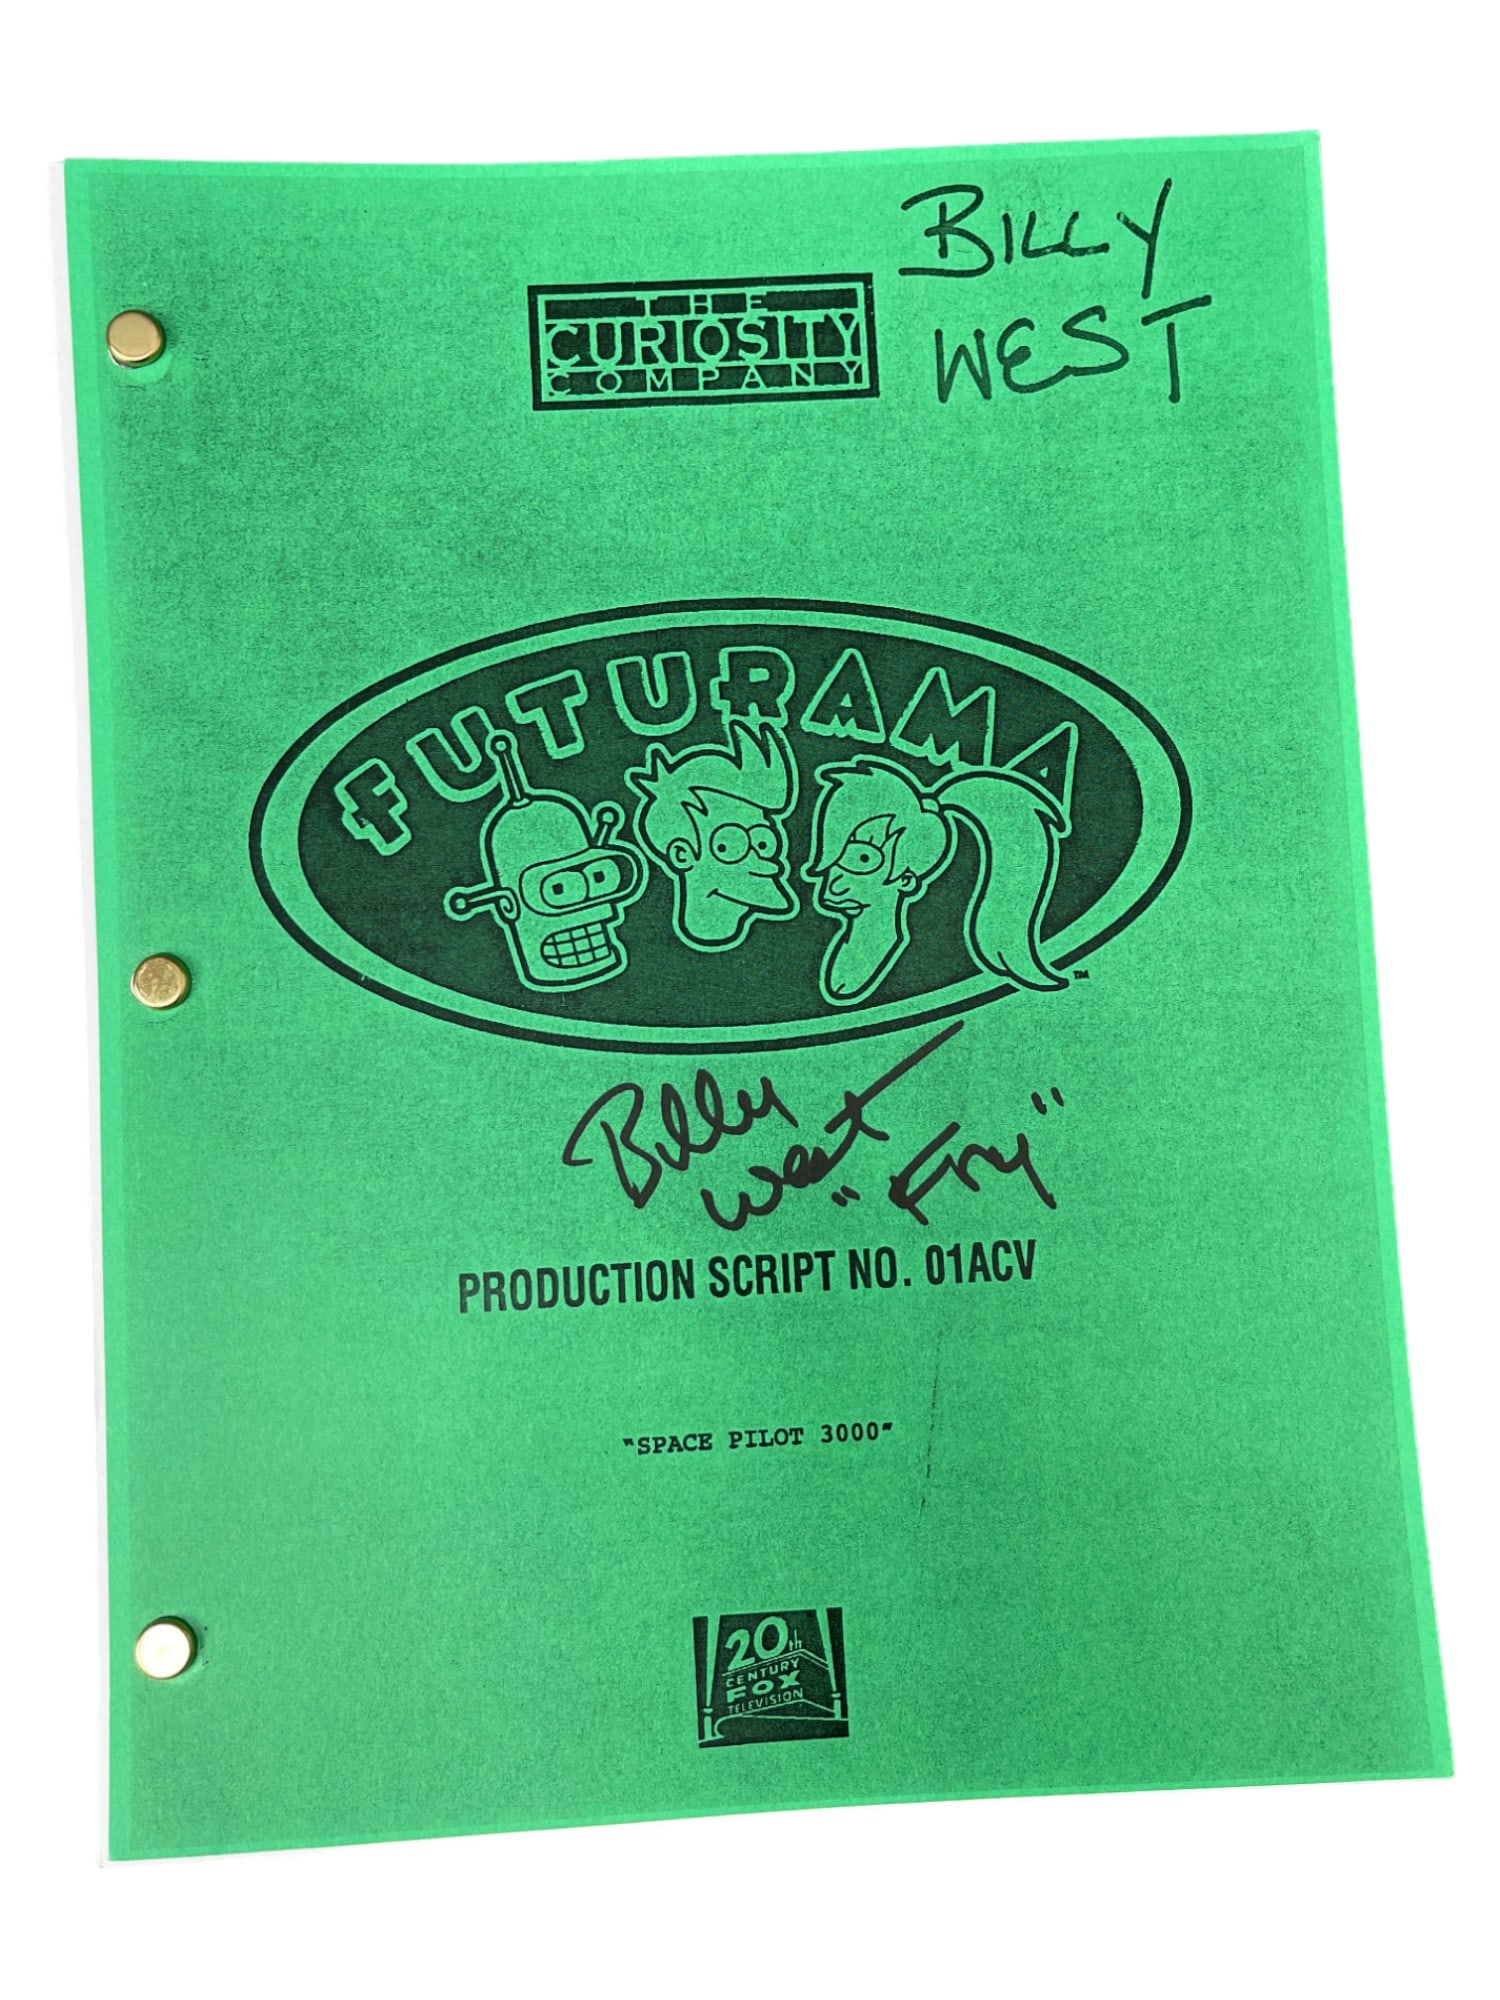 BILLY
WEST
THE
CURIOSITY
COMPANY
FUTURAMA
TM
Billy
West "Fry"
PRODUCTION SCRIPT NO. 01ACV
"SPACE PILOT 3000"
20th
CENTURY
FOX
TELEVISION